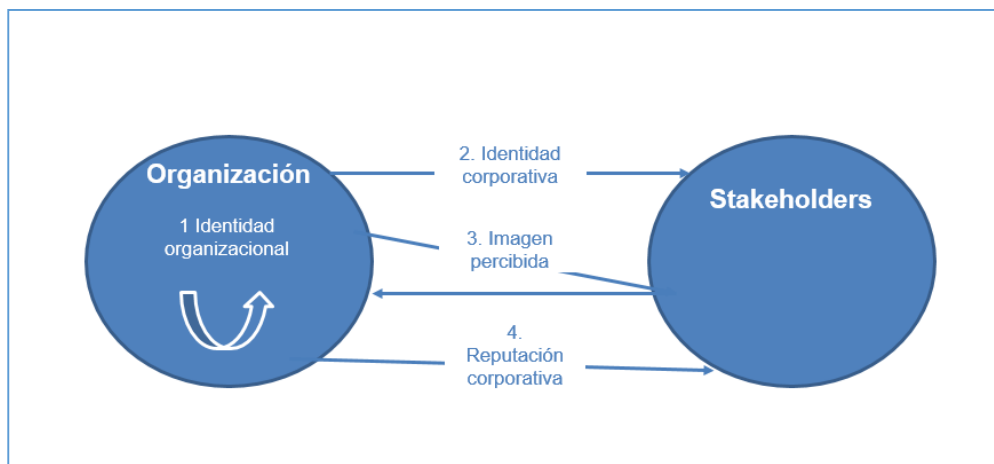 Organización
1 Identidad
organizacional
2. Identidad
corporativa
3. Imagen
percibida
4.
Reputación
corporativa
Stakeholders